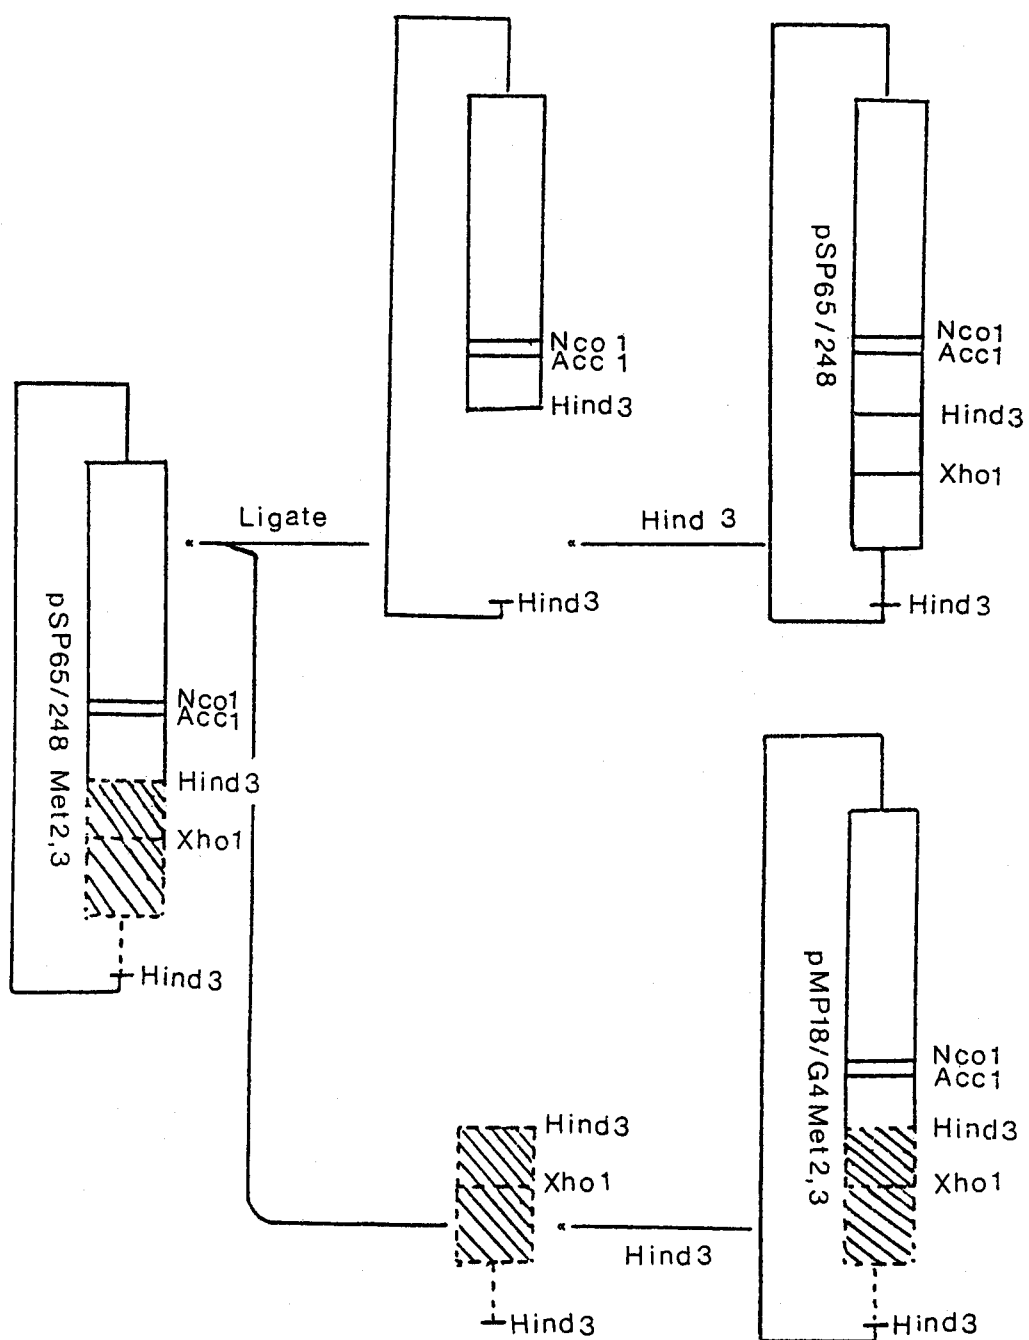 pSP65/248
Nco1
Acc1
Hind3
Xho1
Hind3
Hind 3
Nco 1
Acc 1
Hind3
Hind3
Ligate
pSP65/248 Met2,3
Nco1
Acc1
Hind3
Xho1
Hind3
pMP18/G4Met2,3
Nco1
Acc1
Hind3
Xho1
Hind3
Hind3
Hind3
Xho1
Hind3